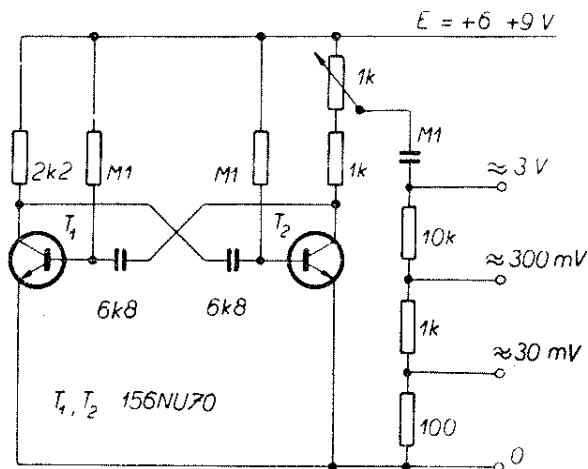 E = +6 +9 V
1k
M1
2k2
M1
M1
1k
≈ 3 V
T1
T2
10k
≈ 300 mV
6k8
6k8
1k
≈ 30 mV
T1, T2 156NU70
100
0